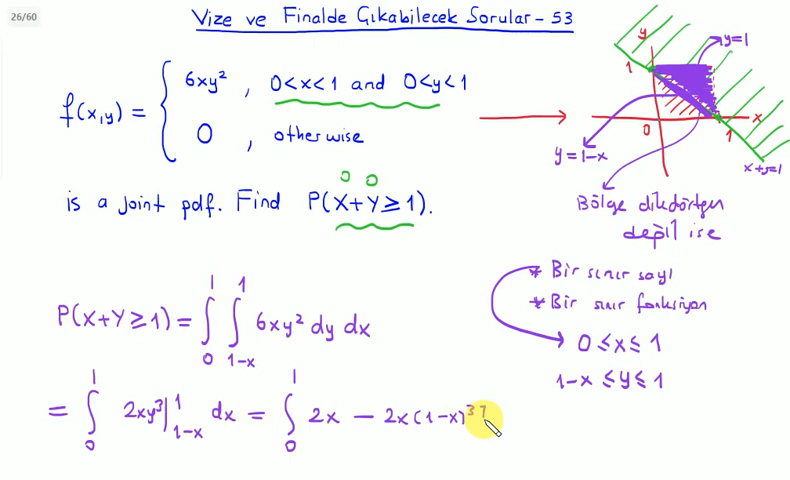 26/60
Vize ve Finalde Çıkabilecek Sorular - 53
f(x,y) = { 6xy² , 0<x<1 and 0<y<1
0 , otherwise
is a joint pdf. Find P(X+Y≥1).
0 0
y
y=1
1
x
0
1
y=1-x
x+y=1
Bölge dikdörtgen
değil ise
* Bir sınır sayı
* Bir sınır fonksiyon
0 ≤ x ≤ 1
1-x ≤ y ≤ 1
P(X+Y≥1) = ∫₀¹ ∫₁₋ₓ¹ 6xy² dy dx
= ∫₀¹ 2xy³|₁₋ₓ¹ dx = ∫₀¹ 2x - 2x(1-x)³